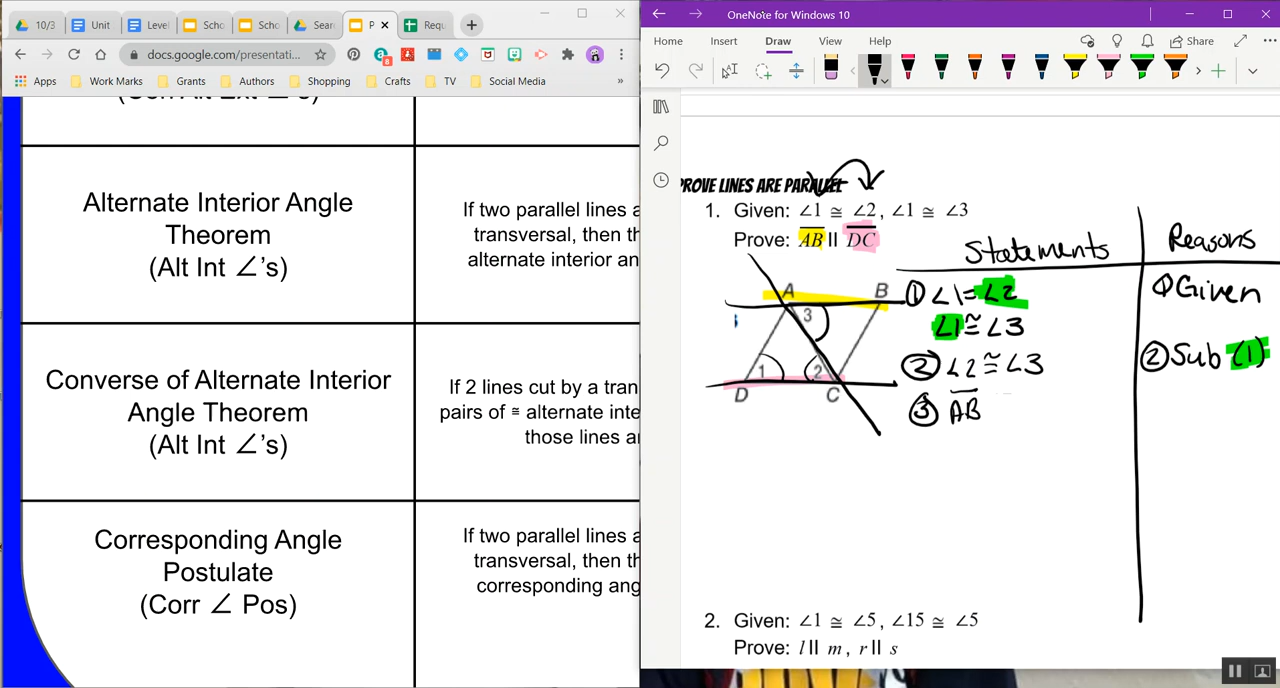 10/3 Unit Level Scho Scho Sear P Requ
docs.google.com/presentati...
8
Apps Work Marks Grants Authors Shopping Crafts TV Social Media »
Alternate Interior Angle
Theorem
(Alt Int ∠'s)
If two parallel lines a
transversal, then th
alternate interior an
Converse of Alternate Interior
Angle Theorem
(Alt Int ∠'s)
If 2 lines cut by a tran
pairs of ≅ alternate inte
those lines a
Corresponding Angle
Postulate
(Corr ∠ Pos)
If two parallel lines a
transversal, then th
corresponding ang
OneNote for Windows 10
Home Insert Draw View Help Share
PROVE LINES ARE PARALLEL
1. Given: ∠1 ≅ ∠2, ∠1 ≅ ∠3
Prove: AB || DC
Statements Reasons
A B
3
1 2
D C
① ∠1=∠2
∠1≅∠3
② ∠2≅∠3
③ AB
① Given
② Sub (1)
2. Given: ∠1 ≅ ∠5, ∠15 ≅ ∠5
Prove: l || m, r || s